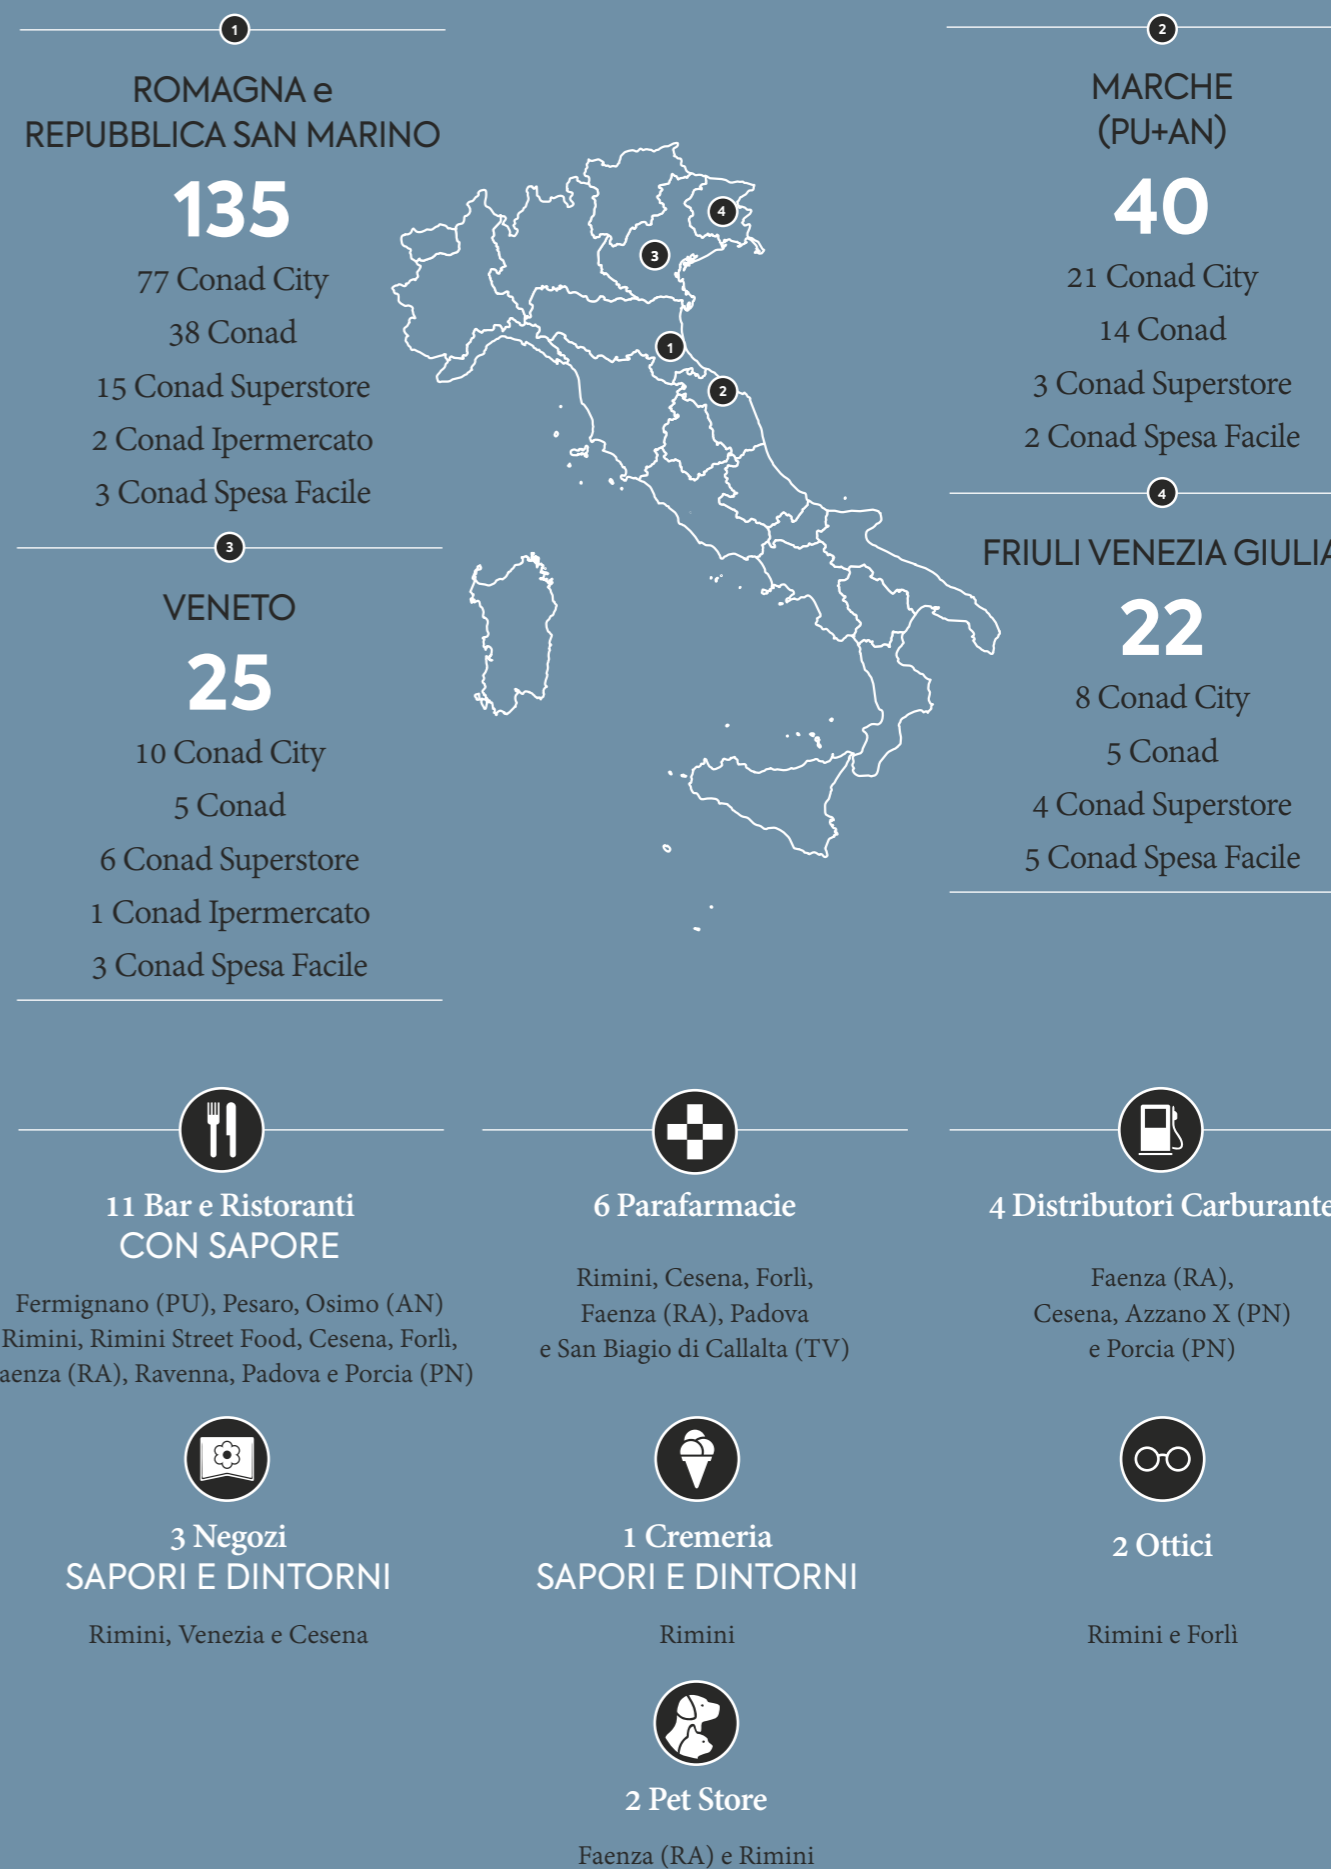 1
ROMAGNA e
REPUBBLICA SAN MARINO
135
77 Conad City
38 Conad
15 Conad Superstore
2 Conad Ipermercato
3 Conad Spesa Facile
2
MARCHE
(PU+AN)
40
21 Conad City
14 Conad
3 Conad Superstore
2 Conad Spesa Facile
4
3
1
2
3
VENETO
25
10 Conad City
5 Conad
6 Conad Superstore
1 Conad Ipermercato
3 Conad Spesa Facile
4
FRIULI VENEZIA GIULIA
22
8 Conad City
5 Conad
4 Conad Superstore
5 Conad Spesa Facile
11 Bar e Ristoranti
CON SAPORE
Fermignano (PU), Pesaro, Osimo (AN)
Rimini, Rimini Street Food, Cesena, Forlì,
aenza (RA), Ravenna, Padova e Porcia (PN)
6 Parafarmacie
Rimini, Cesena, Forlì,
Faenza (RA), Padova
e San Biagio di Callalta (TV)
4 Distributori Carburante
Faenza (RA),
Cesena, Azzano X (PN)
e Porcia (PN)
3 Negozi
SAPORI E DINTORNI
Rimini, Venezia e Cesena
1 Cremeria
SAPORI E DINTORNI
Rimini
2 Ottici
Rimini e Forlì
2 Pet Store
Faenza (RA) e Rimini